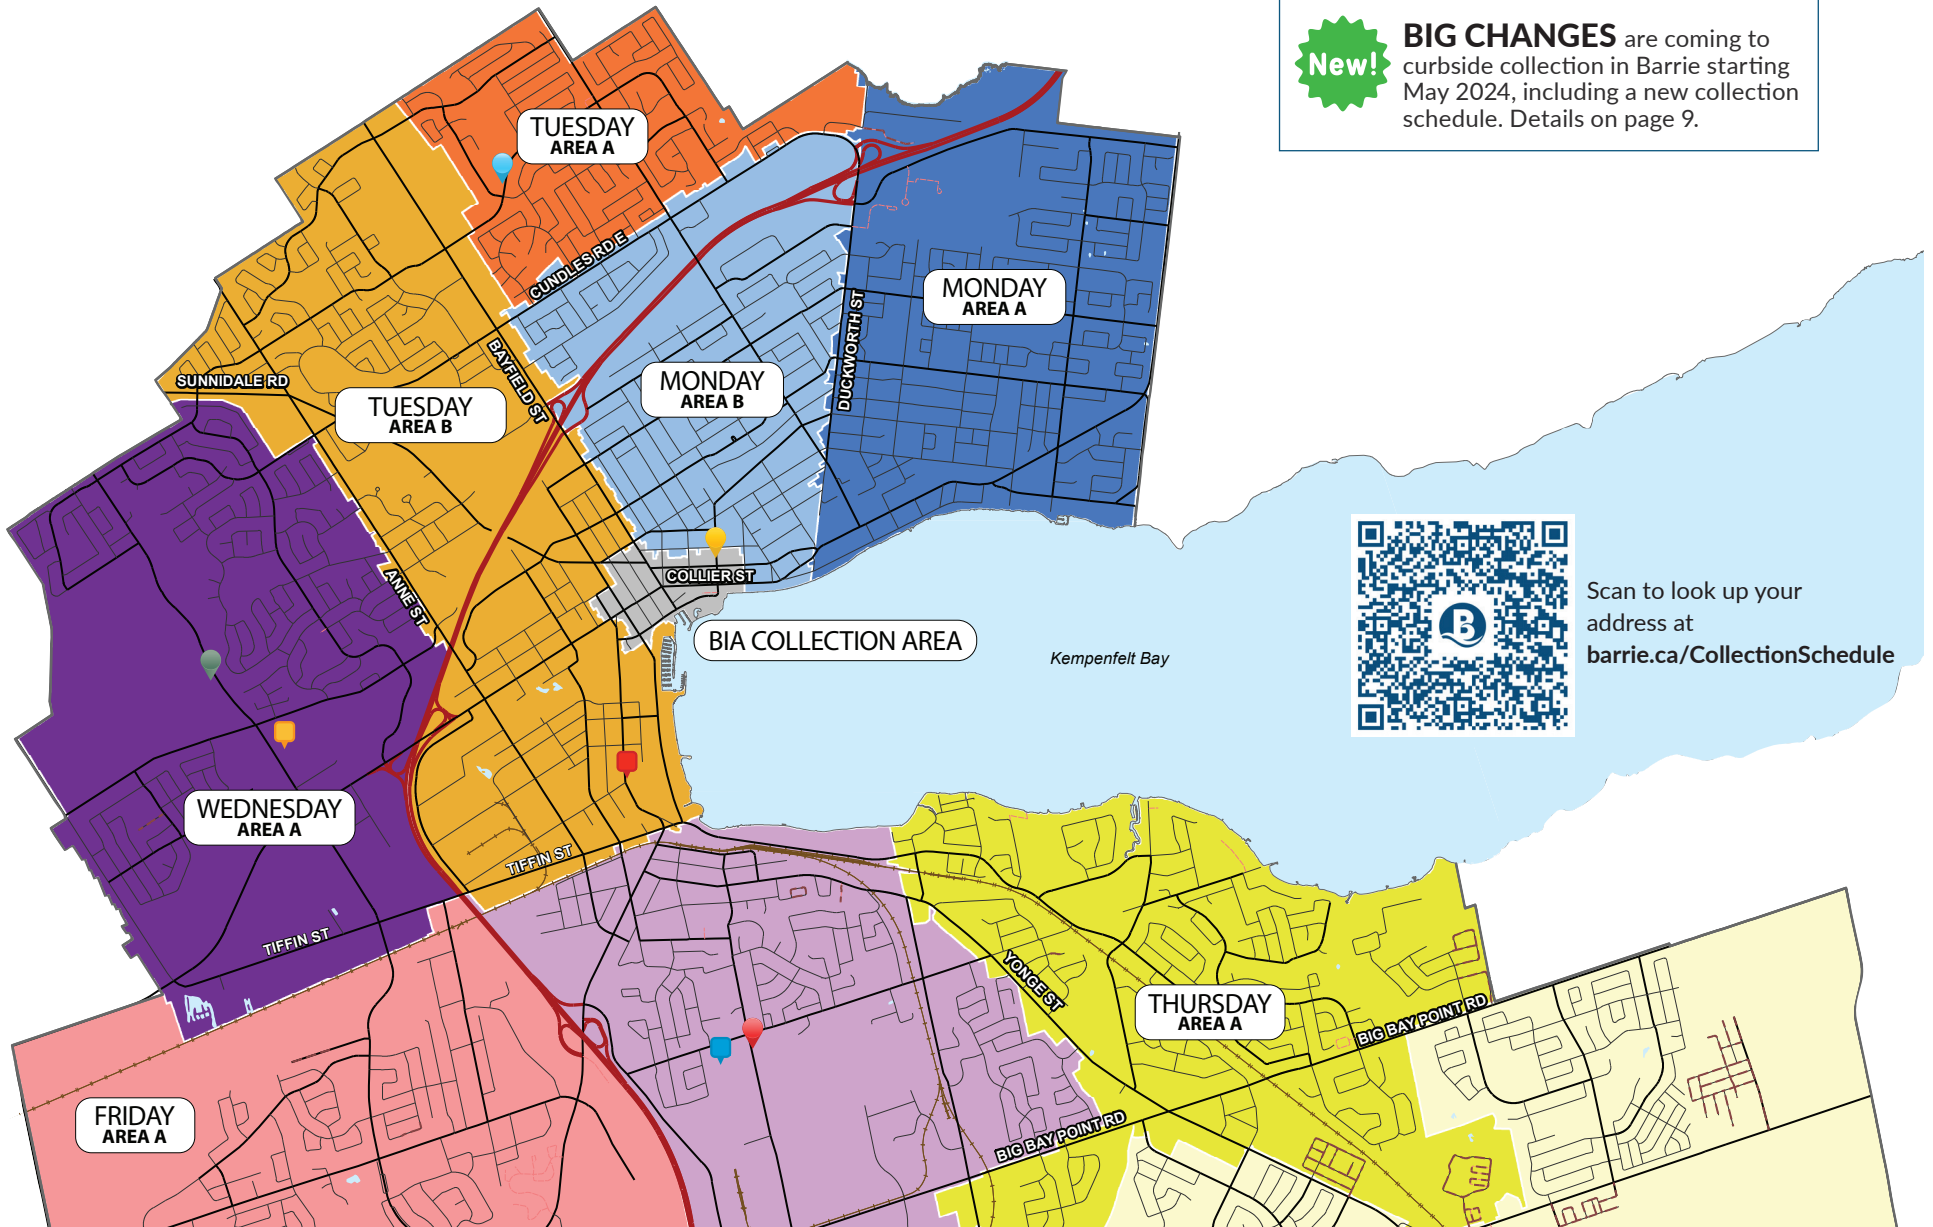 New!
BIG CHANGES are coming to
curbside collection in Barrie starting
May 2024, including a new collection
schedule. Details on page 9.
TUESDAY
AREA A
CUNDLES RD E
MONDAY
AREA A
DUCKWORTH ST
BAYFIELD ST
SUNNIDALE RD
MONDAY
AREA B
TUESDAY
AREA B
ANNE ST
COLLIER ST
BIA COLLECTION AREA
Kempenfelt Bay
B
Scan to look up your
address at
barrie.ca/CollectionSchedule
WEDNESDAY
AREA A
TIFFIN ST
TIFFIN ST
YONGE ST
THURSDAY
AREA A
BIG BAY POINT RD
FRIDAY
AREA A
BIG BAY POINT RD